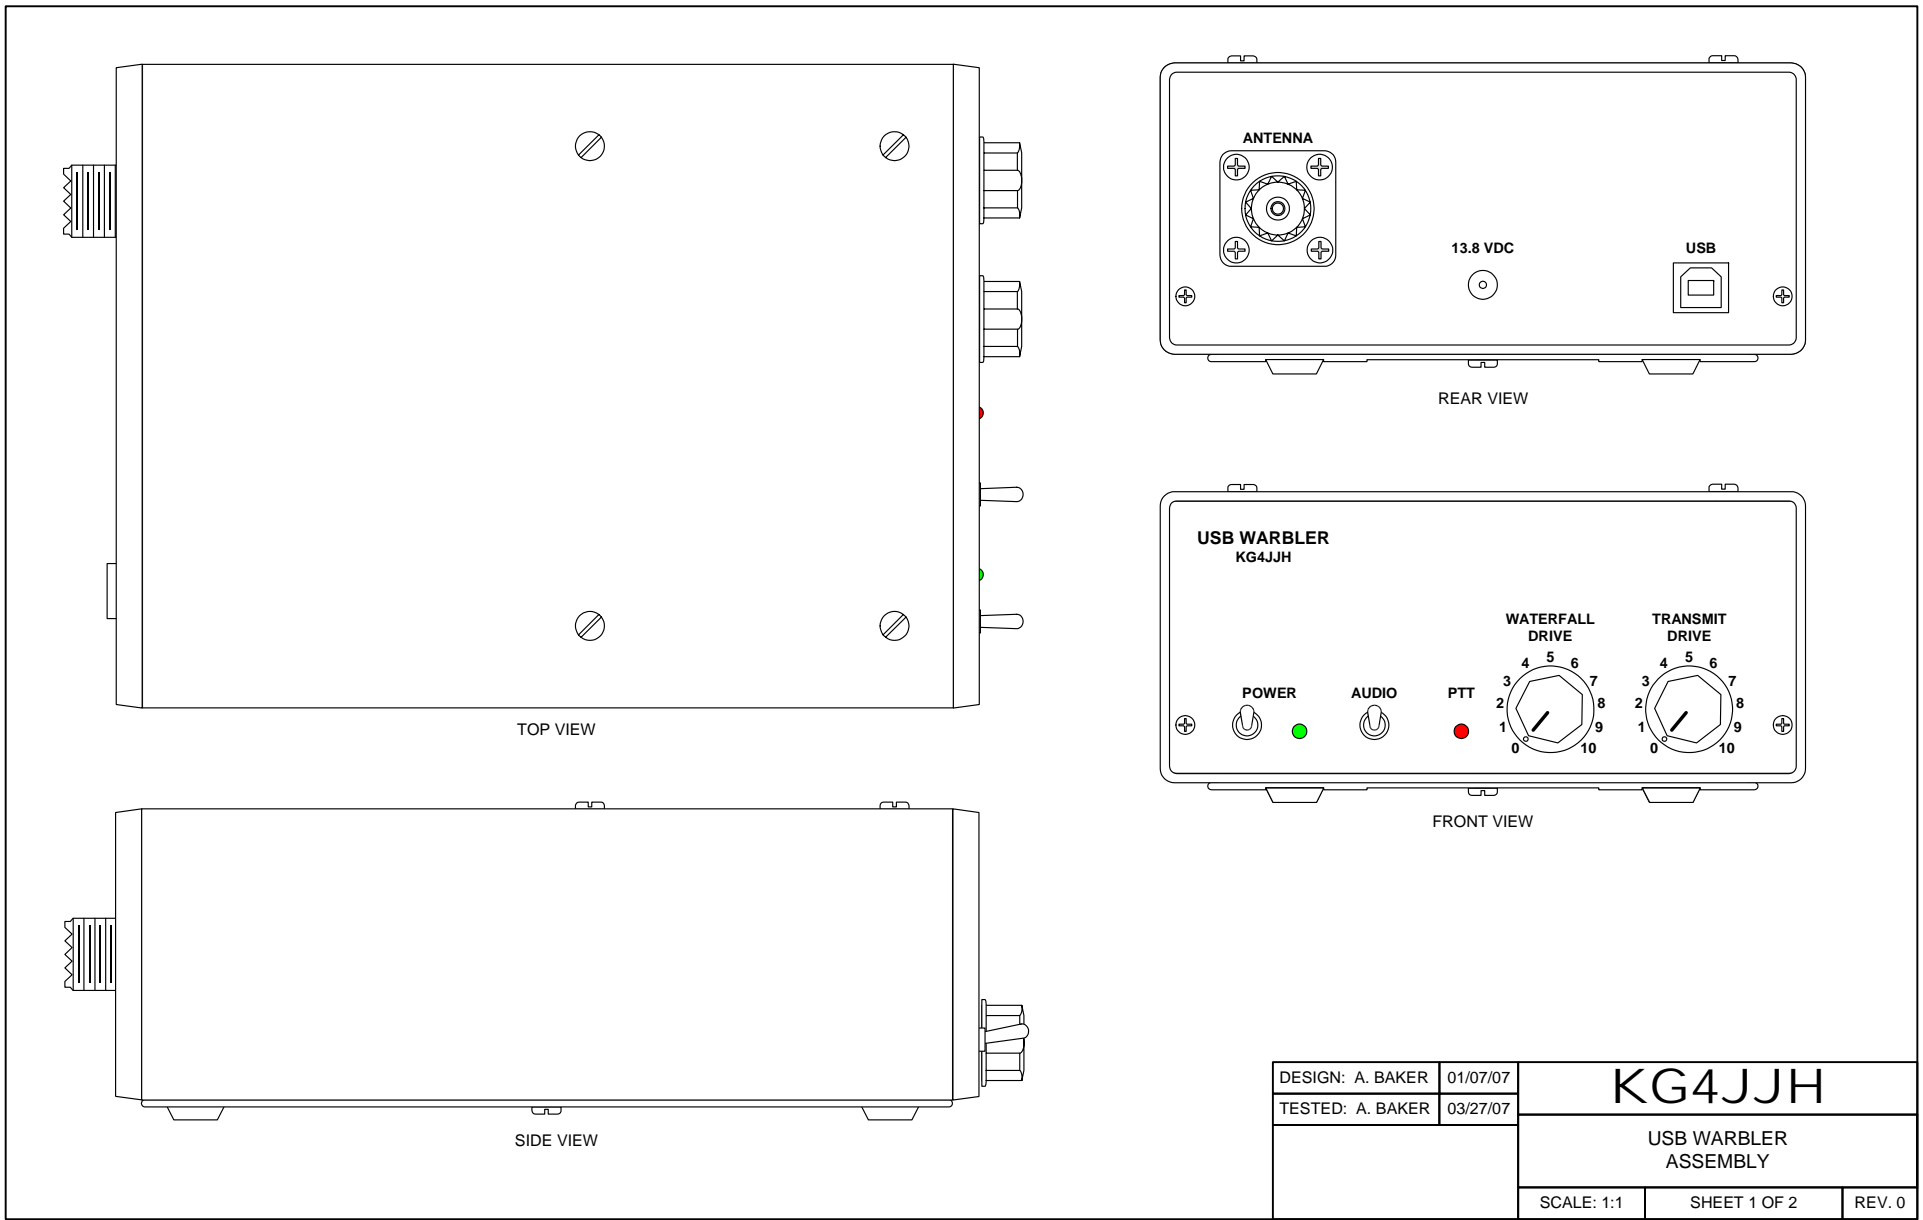 TOP VIEW
SIDE VIEW
ANTENNA
13.8 VDC
USB
REAR VIEW
USB WARBLER
KG4JJH
POWER
AUDIO
PTT
WATERFALL
DRIVE
0 1 2 3 4 5 6 7 8 9 10
TRANSMIT
DRIVE
0 1 2 3 4 5 6 7 8 9 10
FRONT VIEW
DESIGN: A. BAKER 01/07/07
TESTED: A. BAKER 03/27/07
KG4JJH
USB WARBLER
ASSEMBLY
SCALE: 1:1 SHEET 1 OF 2 REV. 0